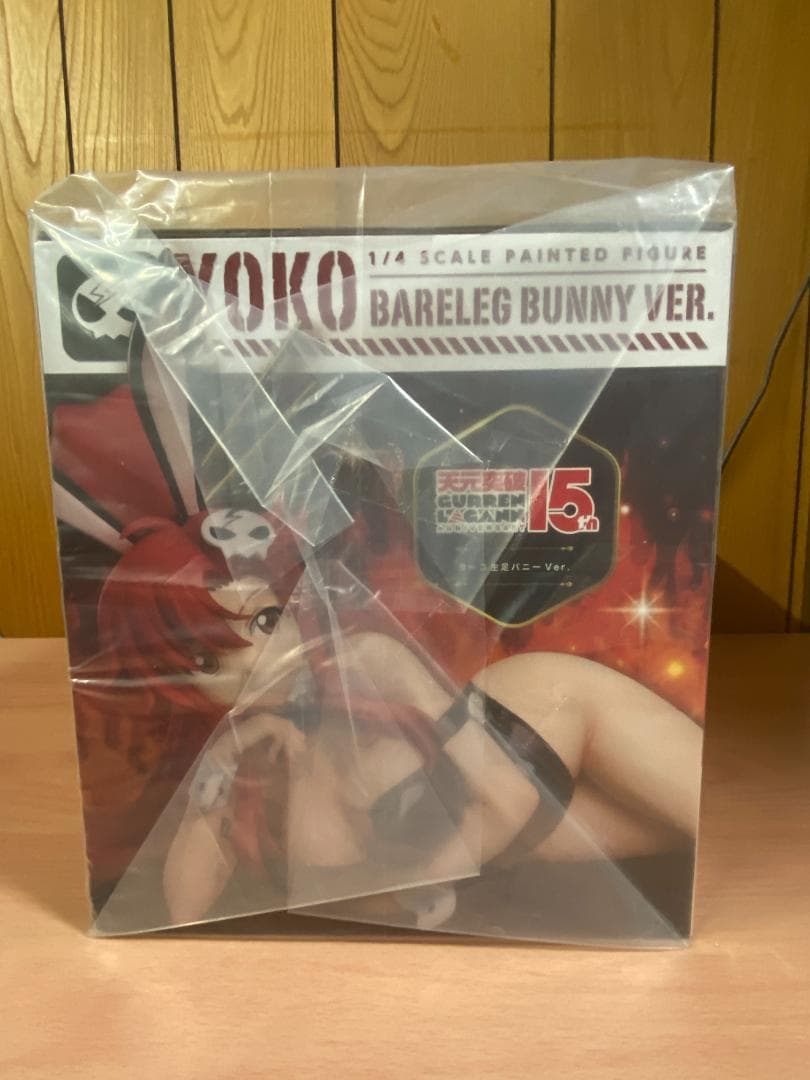 YOKO
1/4 SCALE PAINTED FIGURE
BARELEG BUNNY VER.
天元突破
GURREN
LAGANN
ANNIVERSARY
15th
ヨーコ 生足バニーVer.